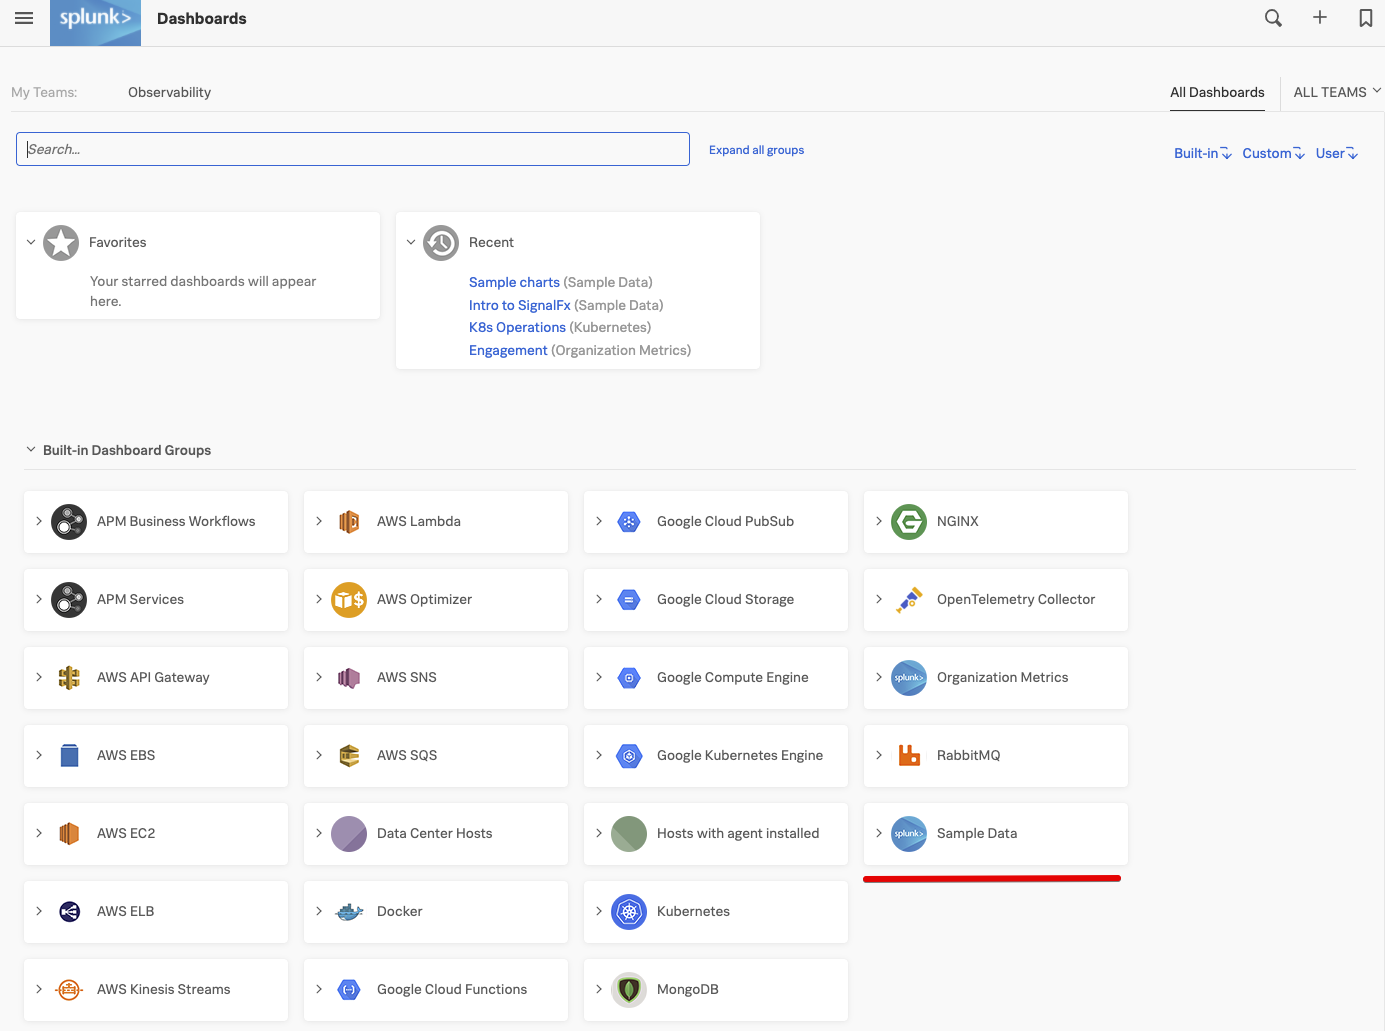 splunk> Dashboards
My Teams: Observability All Dashboards ALL TEAMS
Search... Expand all groups Built-in Custom User
Favorites
Your starred dashboards will appear
here.
Recent
Sample charts (Sample Data)
Intro to SignalFx (Sample Data)
K8s Operations (Kubernetes)
Engagement (Organization Metrics)
Built-in Dashboard Groups
APM Business Workflows AWS Lambda Google Cloud PubSub NGINX
APM Services AWS Optimizer Google Cloud Storage OpenTelemetry Collector
AWS API Gateway AWS SNS Google Compute Engine splunk> Organization Metrics
AWS EBS AWS SQS Google Kubernetes Engine RabbitMQ
AWS EC2 Data Center Hosts Hosts with agent installed splunk> Sample Data
AWS ELB Docker Kubernetes
AWS Kinesis Streams Google Cloud Functions MongoDB